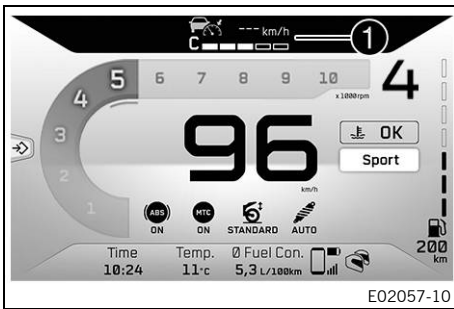 --- km/h
C
1
1 2 3 4 5 6 7 8 9 10
x 1000rpm
4
96
km/h
OK
Sport
(ABS) MTC
ON ON STANDARD AUTO
Time Temp. Ø Fuel Con.
10:24 11°C 5,3 L/100km
200
km
E02057-10